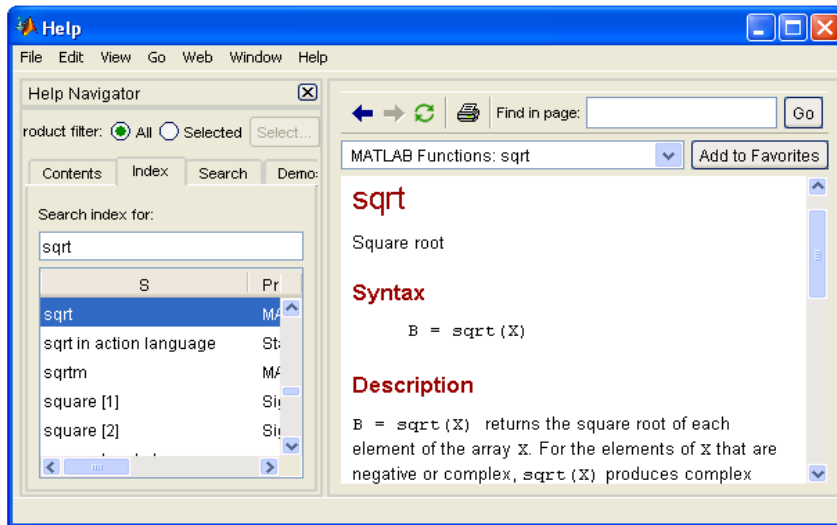 Help
File Edit View Go Web Window Help
Help Navigator
roduct filter: All Selected Select...
Contents Index Search Demo:
Search index for:
sqrt
S Pr
sqrt MA
sqrt in action language Sta
sqrtm MA
square [1] Sig
square [2] Sig
Find in page: Go
MATLAB Functions: sqrt Add to Favorites
sqrt
Square root
Syntax
B = sqrt(X)
Description
B = sqrt(X) returns the square root of each
element of the array X. For the elements of X that are
negative or complex, sqrt(X) produces complex